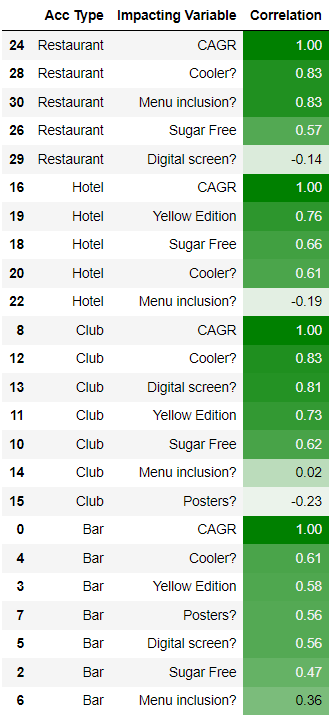 Acc Type Impacting Variable Correlation
24 Restaurant CAGR 1.00
28 Restaurant Cooler? 0.83
30 Restaurant Menu inclusion? 0.83
26 Restaurant Sugar Free 0.57
29 Restaurant Digital screen? -0.14
16 Hotel CAGR 1.00
19 Hotel Yellow Edition 0.76
18 Hotel Sugar Free 0.66
20 Hotel Cooler? 0.61
22 Hotel Menu inclusion? -0.19
8 Club CAGR 1.00
12 Club Cooler? 0.83
13 Club Digital screen? 0.81
11 Club Yellow Edition 0.73
10 Club Sugar Free 0.62
14 Club Menu inclusion? 0.02
15 Club Posters? -0.23
0 Bar CAGR 1.00
4 Bar Cooler? 0.61
3 Bar Yellow Edition 0.58
7 Bar Posters? 0.56
5 Bar Digital screen? 0.56
2 Bar Sugar Free 0.47
6 Bar Menu inclusion? 0.36